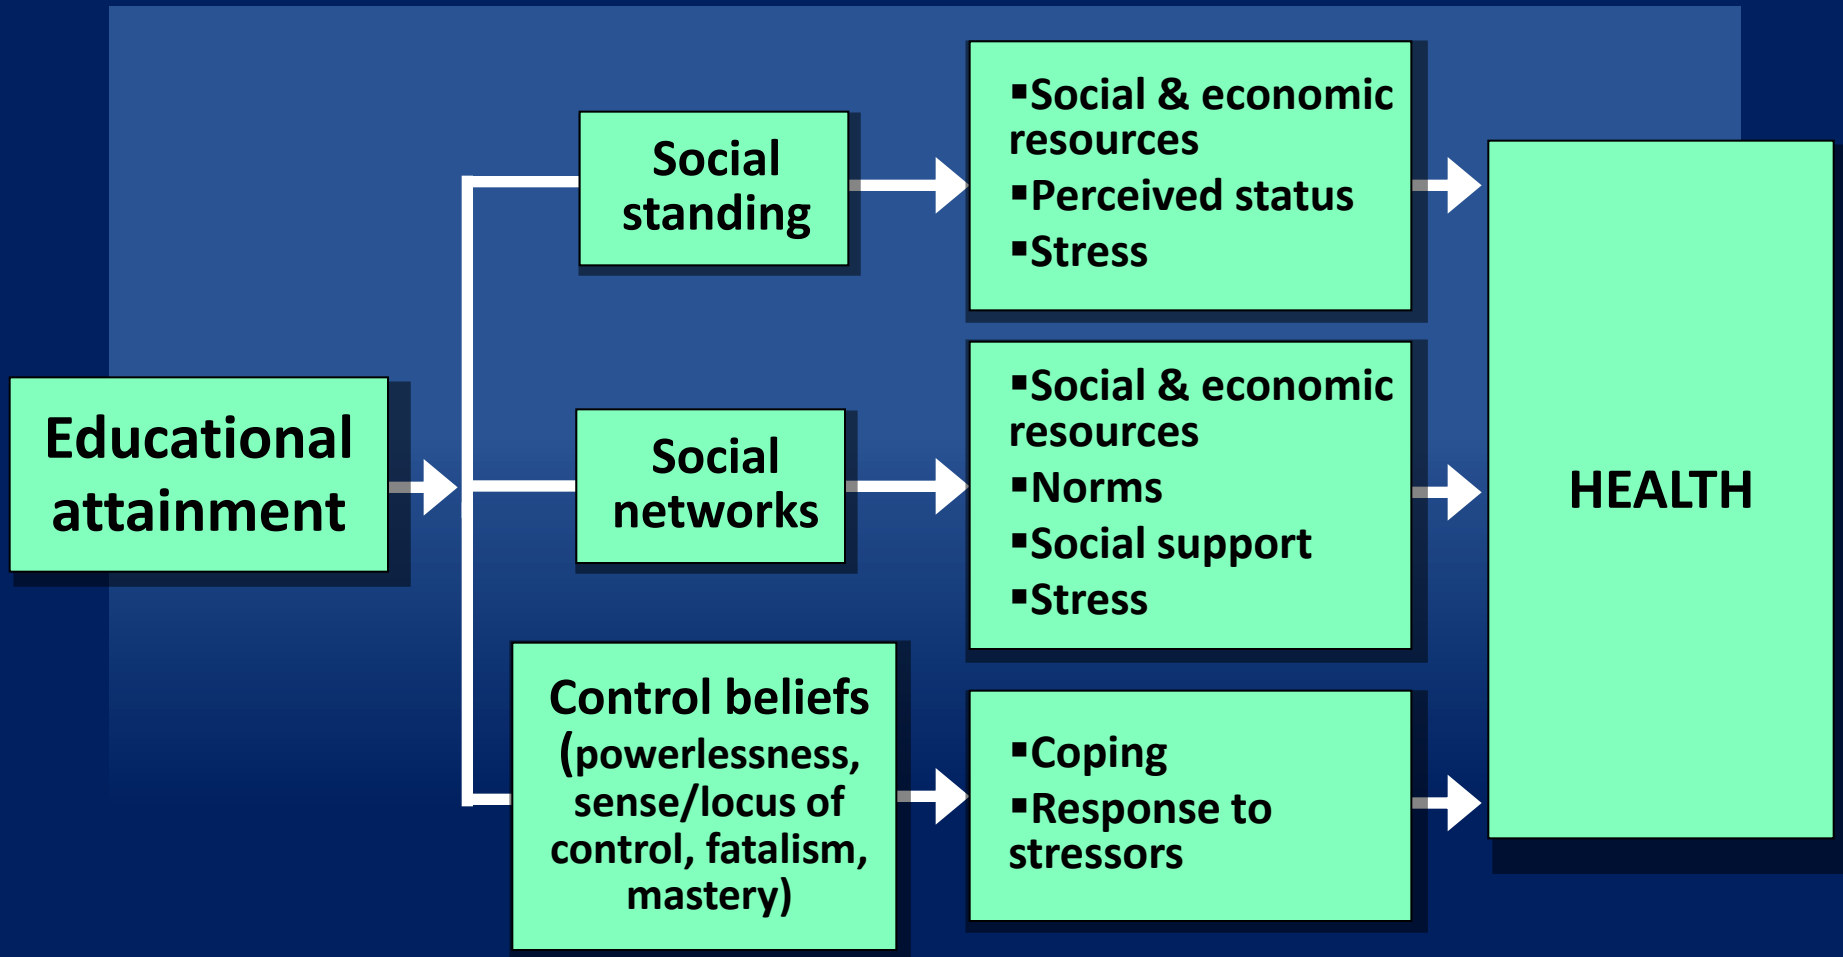 Educational
attainment
Social
standing
▪Social & economic
resources
▪Perceived status
▪Stress
Social
networks
▪Social & economic
resources
▪Norms
▪Social support
▪Stress
Control beliefs
(powerlessness,
sense/locus of
control, fatalism,
mastery)
▪Coping
▪Response to
stressors
HEALTH